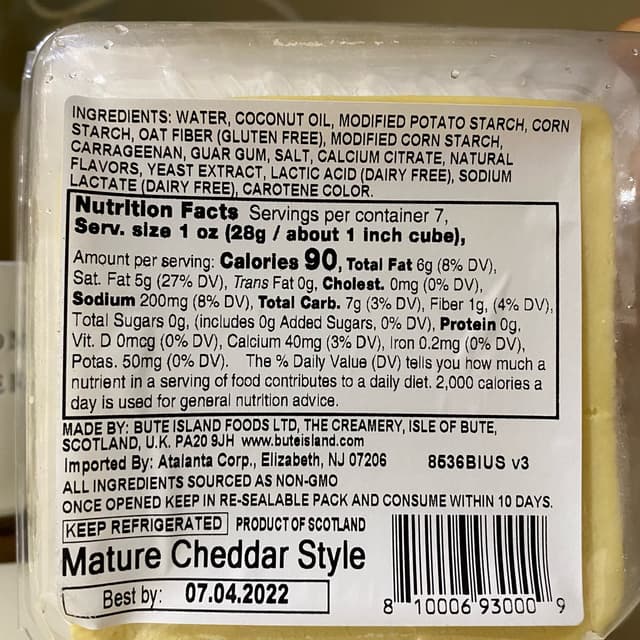 INGREDIENTS: WATER, COCONUT OIL, MODIFIED POTATO STARCH, CORN
STARCH, OAT FIBER (GLUTEN FREE), MODIFIED CORN STARCH,
CARRAGEENAN, GUAR GUM, SALT, CALCIUM CITRATE, NATURAL
FLAVORS, YEAST EXTRACT, LACTIC ACID (DAIRY FREE), SODIUM
LACTATE (DAIRY FREE), CAROTENE COLOR.
Nutrition Facts Servings per container 7,
Serv. size 1 oz (28g / about 1 inch cube),
Amount per serving: Calories 90, Total Fat 6g (8% DV),
Sat. Fat 5g (27% DV), Trans Fat 0g, Cholest. 0mg (0% DV),
Sodium 200mg (8% DV), Total Carb. 7g (3% DV), Fiber 1g, (4% DV),
Total Sugars 0g, (includes 0g Added Sugars, 0% DV), Protein 0g,
Vit. D 0mcg (0% DV), Calcium 40mg (3% DV), Iron 0.2mg (0% DV),
Potas. 50mg (0% DV). The % Daily Value (DV) tells you how much a
nutrient in a serving of food contributes to a daily diet. 2,000 calories a
day is used for general nutrition advice.
MADE BY: BUTE ISLAND FOODS LTD, THE CREAMERY, ISLE OF BUTE,
SCOTLAND, U.K. PA20 9JH www.buteisland.com
Imported By: Atalanta Corp., Elizabeth, NJ 07206 8536BIUS v3
ALL INGREDIENTS SOURCED AS NON-GMO
ONCE OPENED KEEP IN RE-SEALABLE PACK AND CONSUME WITHIN 10 DAYS.
KEEP REFRIGERATED PRODUCT OF SCOTLAND
Mature Cheddar Style
Best by: 07.04.2022
8 10006 93000 9